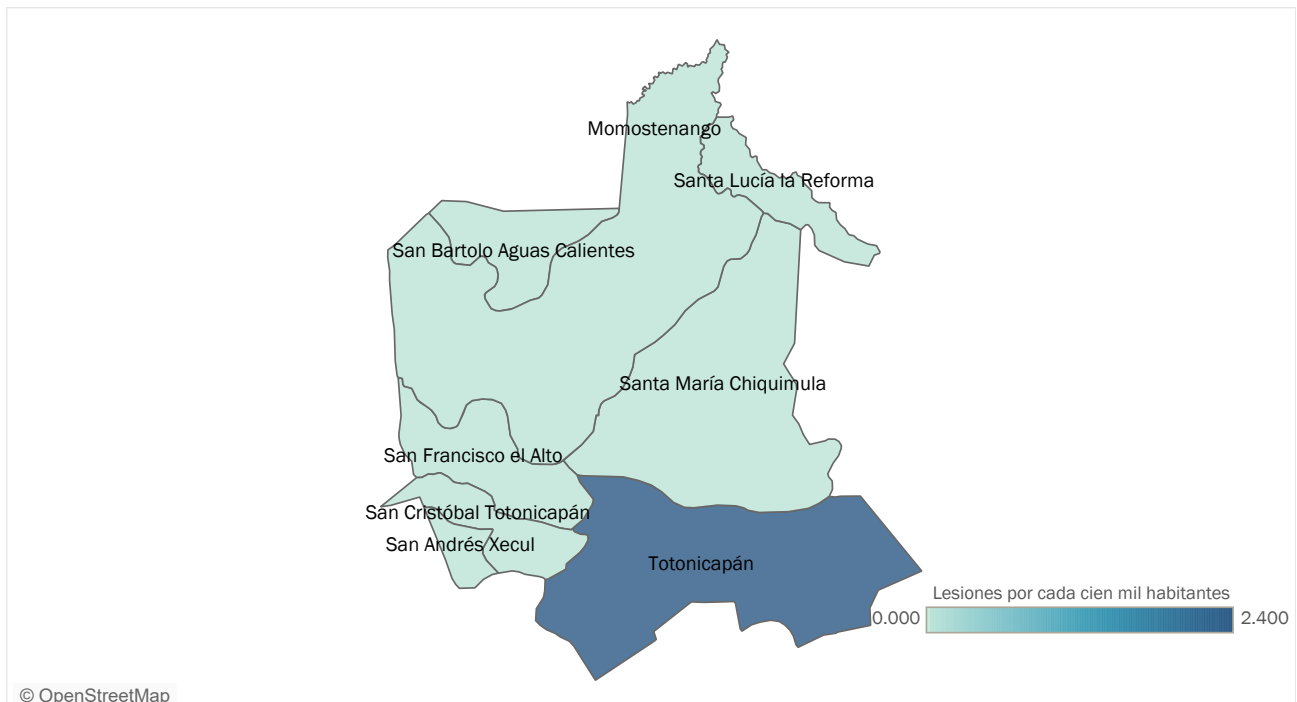 Momostenango
Santa Lucía la Reforma
San Bartolo Aguas Calientes
Santa María Chiquimula
San Francisco el Alto
San Cristóbal Totonicapán
San Andrés Xecul
Totonicapán
Lesiones por cada cien mil habitantes
0.000
2.400
© OpenStreetMap